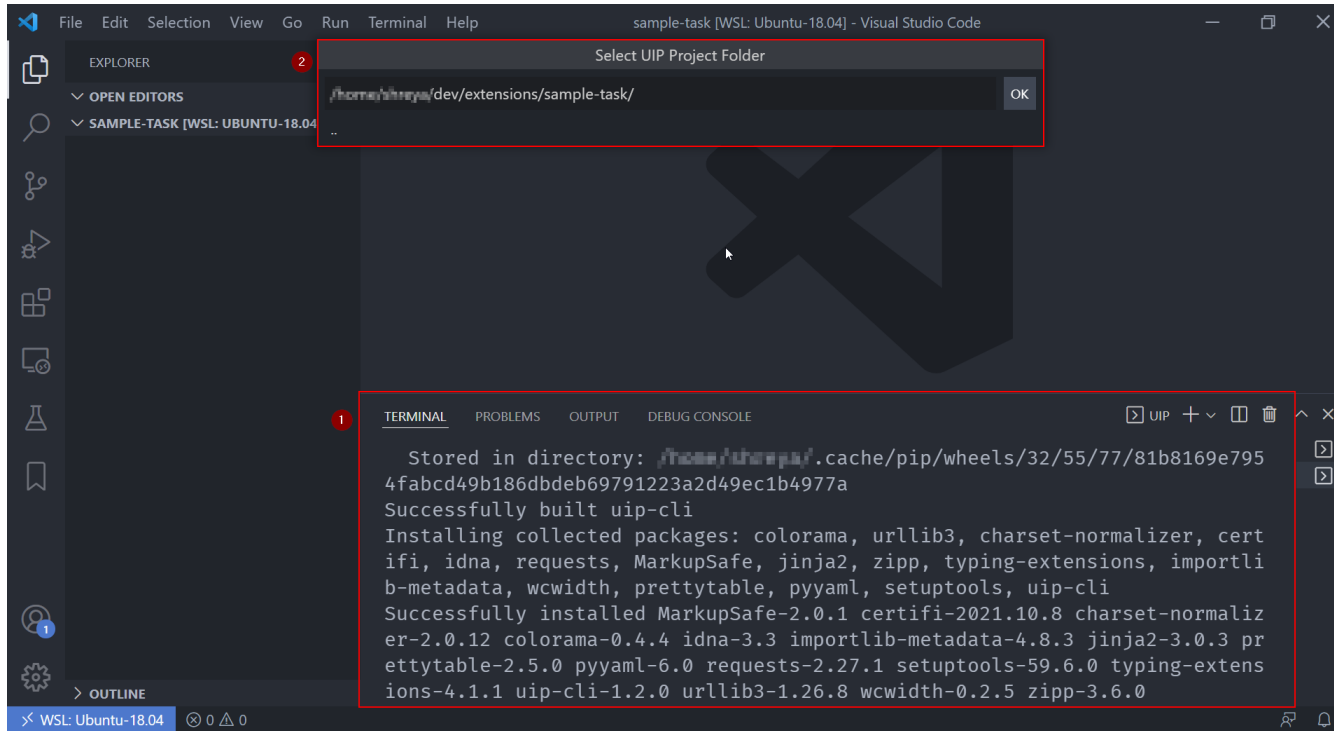 File Edit Selection View Go Run Terminal Help
sample-task [WSL: Ubuntu-18.04] - Visual Studio Code
EXPLORER
2
Select UIP Project Folder
/dev/extensions/sample-task/
OK
..
OPEN EDITORS
SAMPLE-TASK [WSL: UBUNTU-18.04
1
TERMINAL PROBLEMS OUTPUT DEBUG CONSOLE
UIP
Stored in directory: .cache/pip/wheels/32/55/77/81b8169e795
4fabcd49b186dbdeb69791223a2d49ec1b4977a
Successfully built uip-cli
Installing collected packages: colorama, urllib3, charset-normalizer, cert
ifi, idna, requests, MarkupSafe, jinja2, zipp, typing-extensions, importli
b-metadata, wcwidth, prettytable, pyyaml, setuptools, uip-cli
Successfully installed MarkupSafe-2.0.1 certifi-2021.10.8 charset-normaliz
er-2.0.12 colorama-0.4.4 idna-3.3 importlib-metadata-4.8.3 jinja2-3.0.3 pr
ettytable-2.5.0 pyyaml-6.0 requests-2.27.1 setuptools-59.6.0 typing-extens
ions-4.1.1 uip-cli-1.2.0 urllib3-1.26.8 wcwidth-0.2.5 zipp-3.6.0
1
OUTLINE
WSL: Ubuntu-18.04
0 0